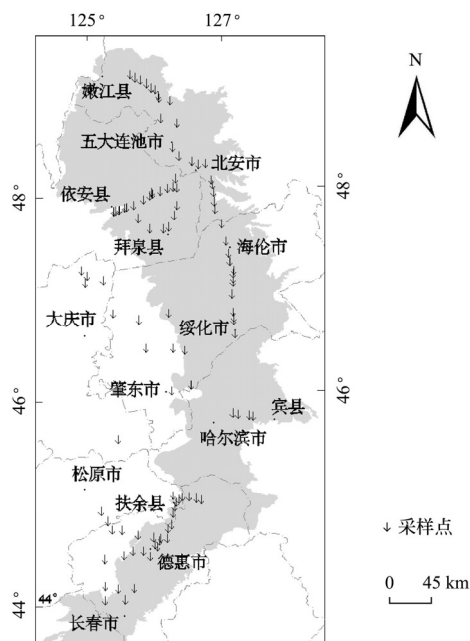 125°
127°
N
嫩江县
五大连池市
北安市
依安县
48°
48°
拜泉县
海伦市
大庆市
绥化市
肇东市
46°
46°
宾县
哈尔滨市
松原市
扶余县
采样点
德惠市
0 45 km
44°
44°
长春市